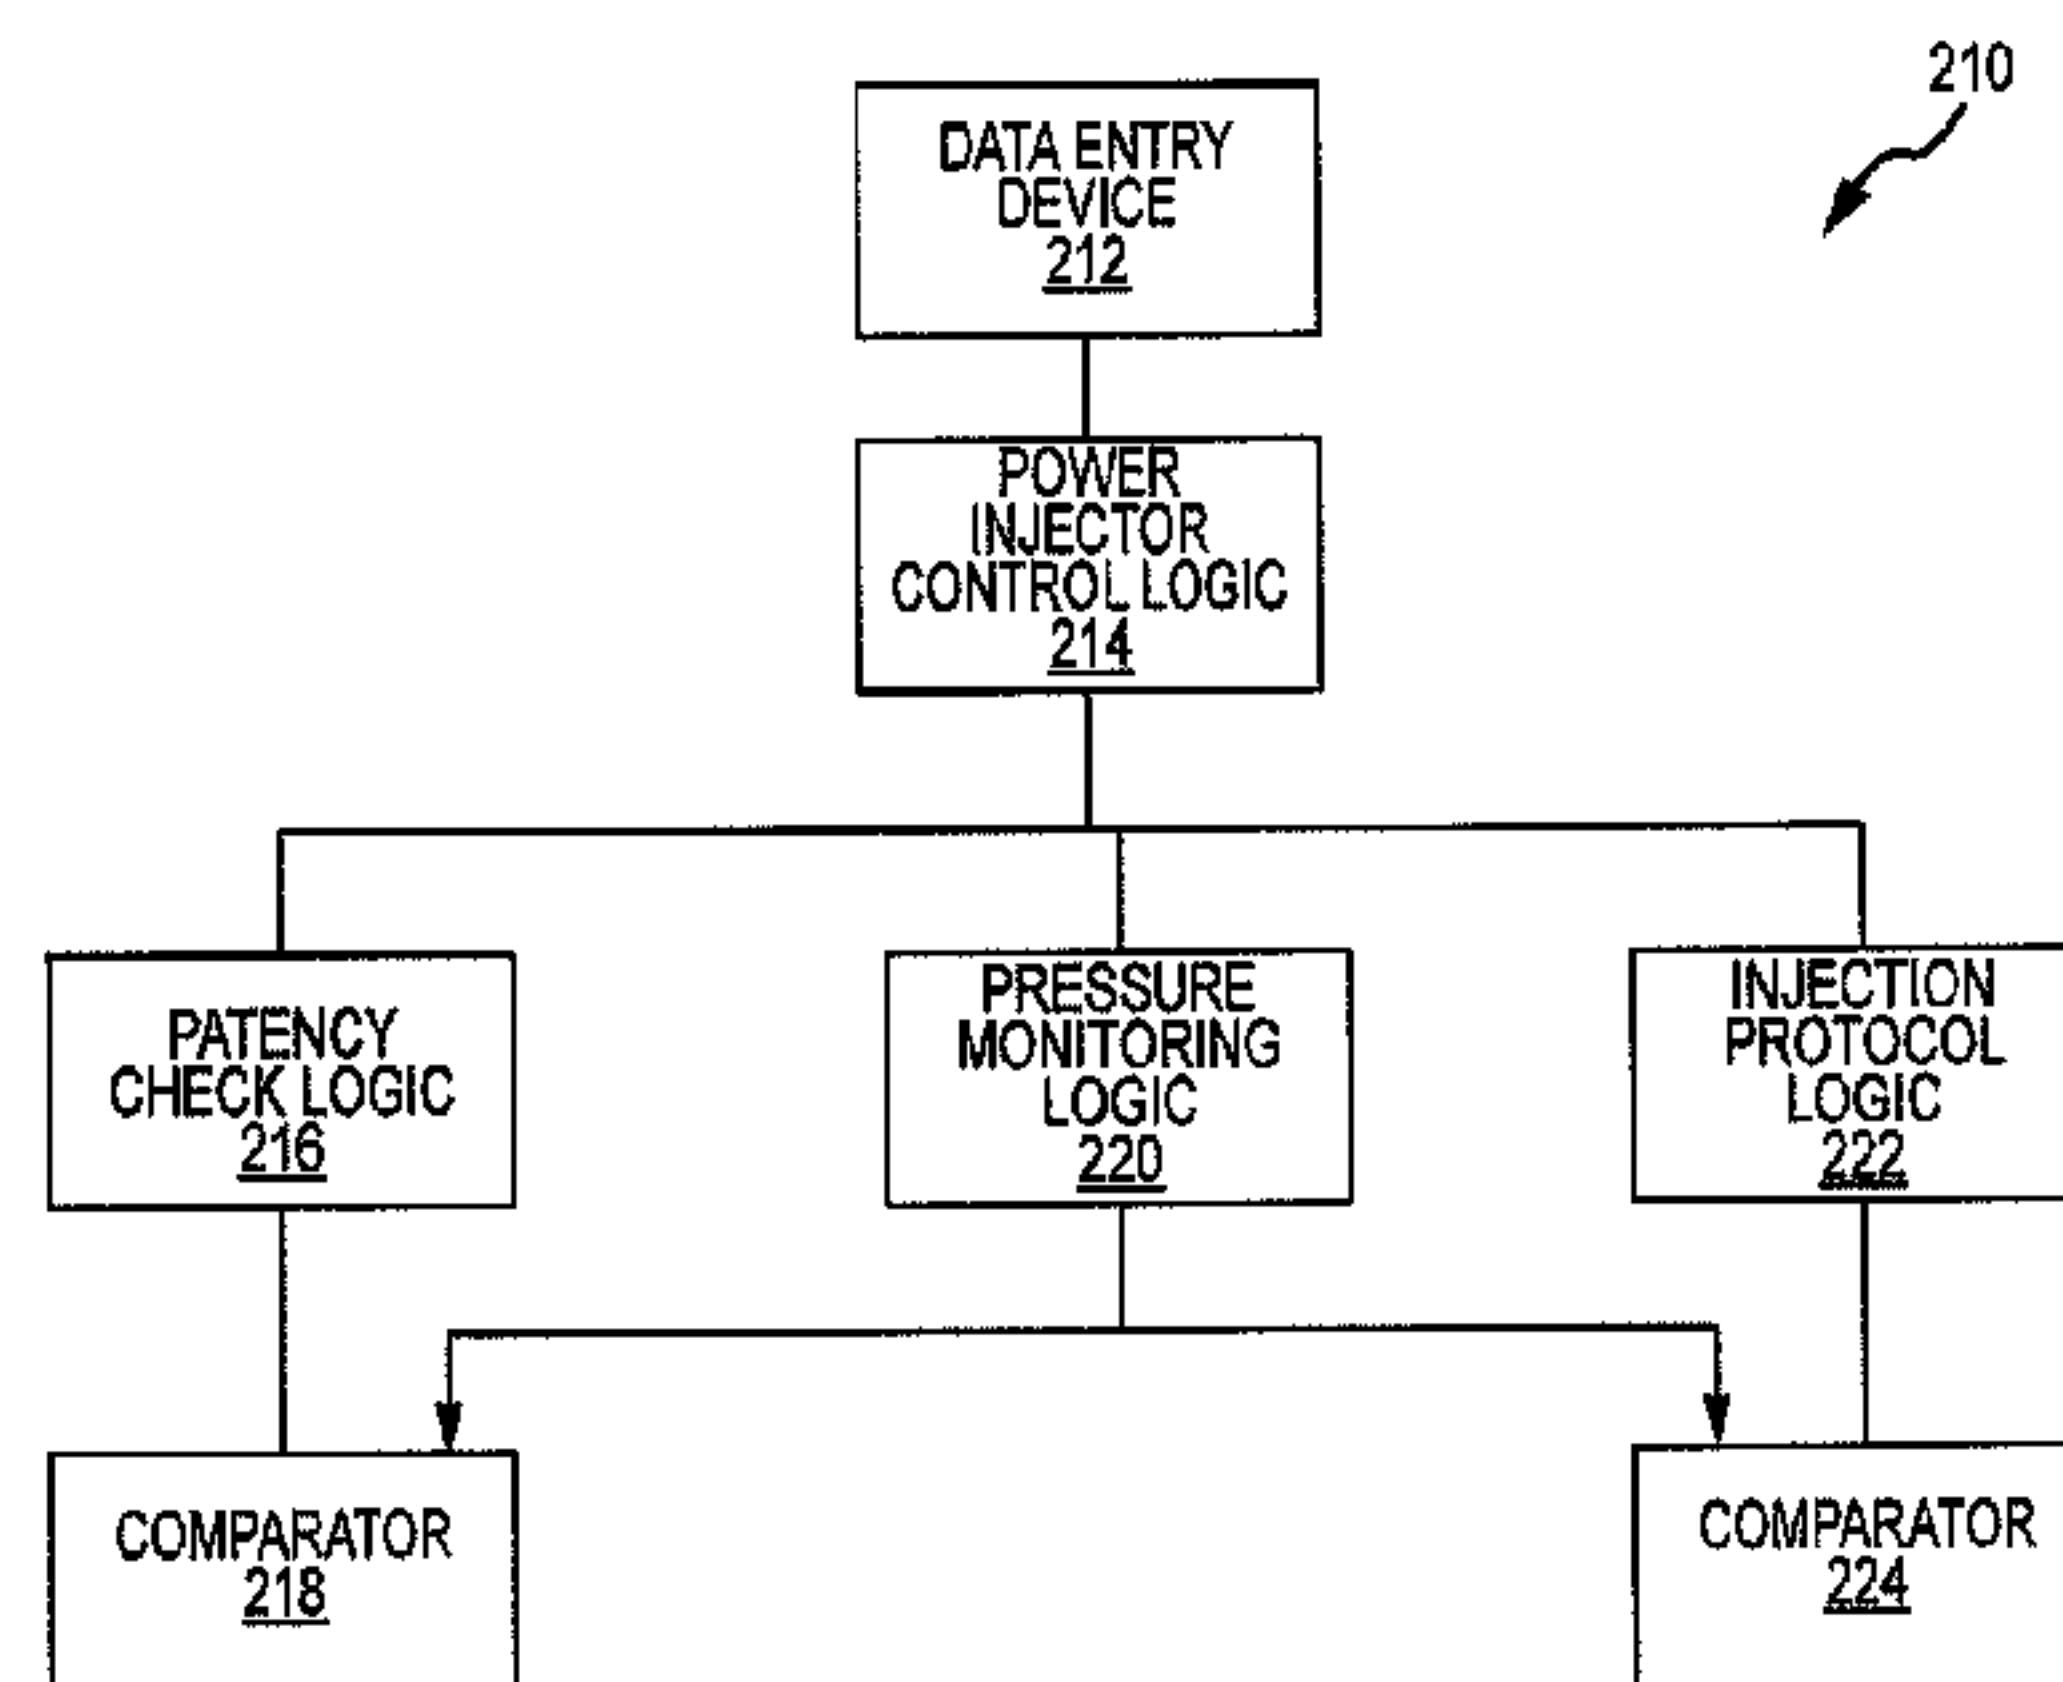 210
DATA ENTRY
DEVICE
212
POWER
INJECTOR
CONTROL LOGIC
214
PATENCY
CHECK LOGIC
216
PRESSURE
MONITORING
LOGIC
220
INJECTION
PROTOCOL
LOGIC
222
COMPARATOR
218
COMPARATOR
224